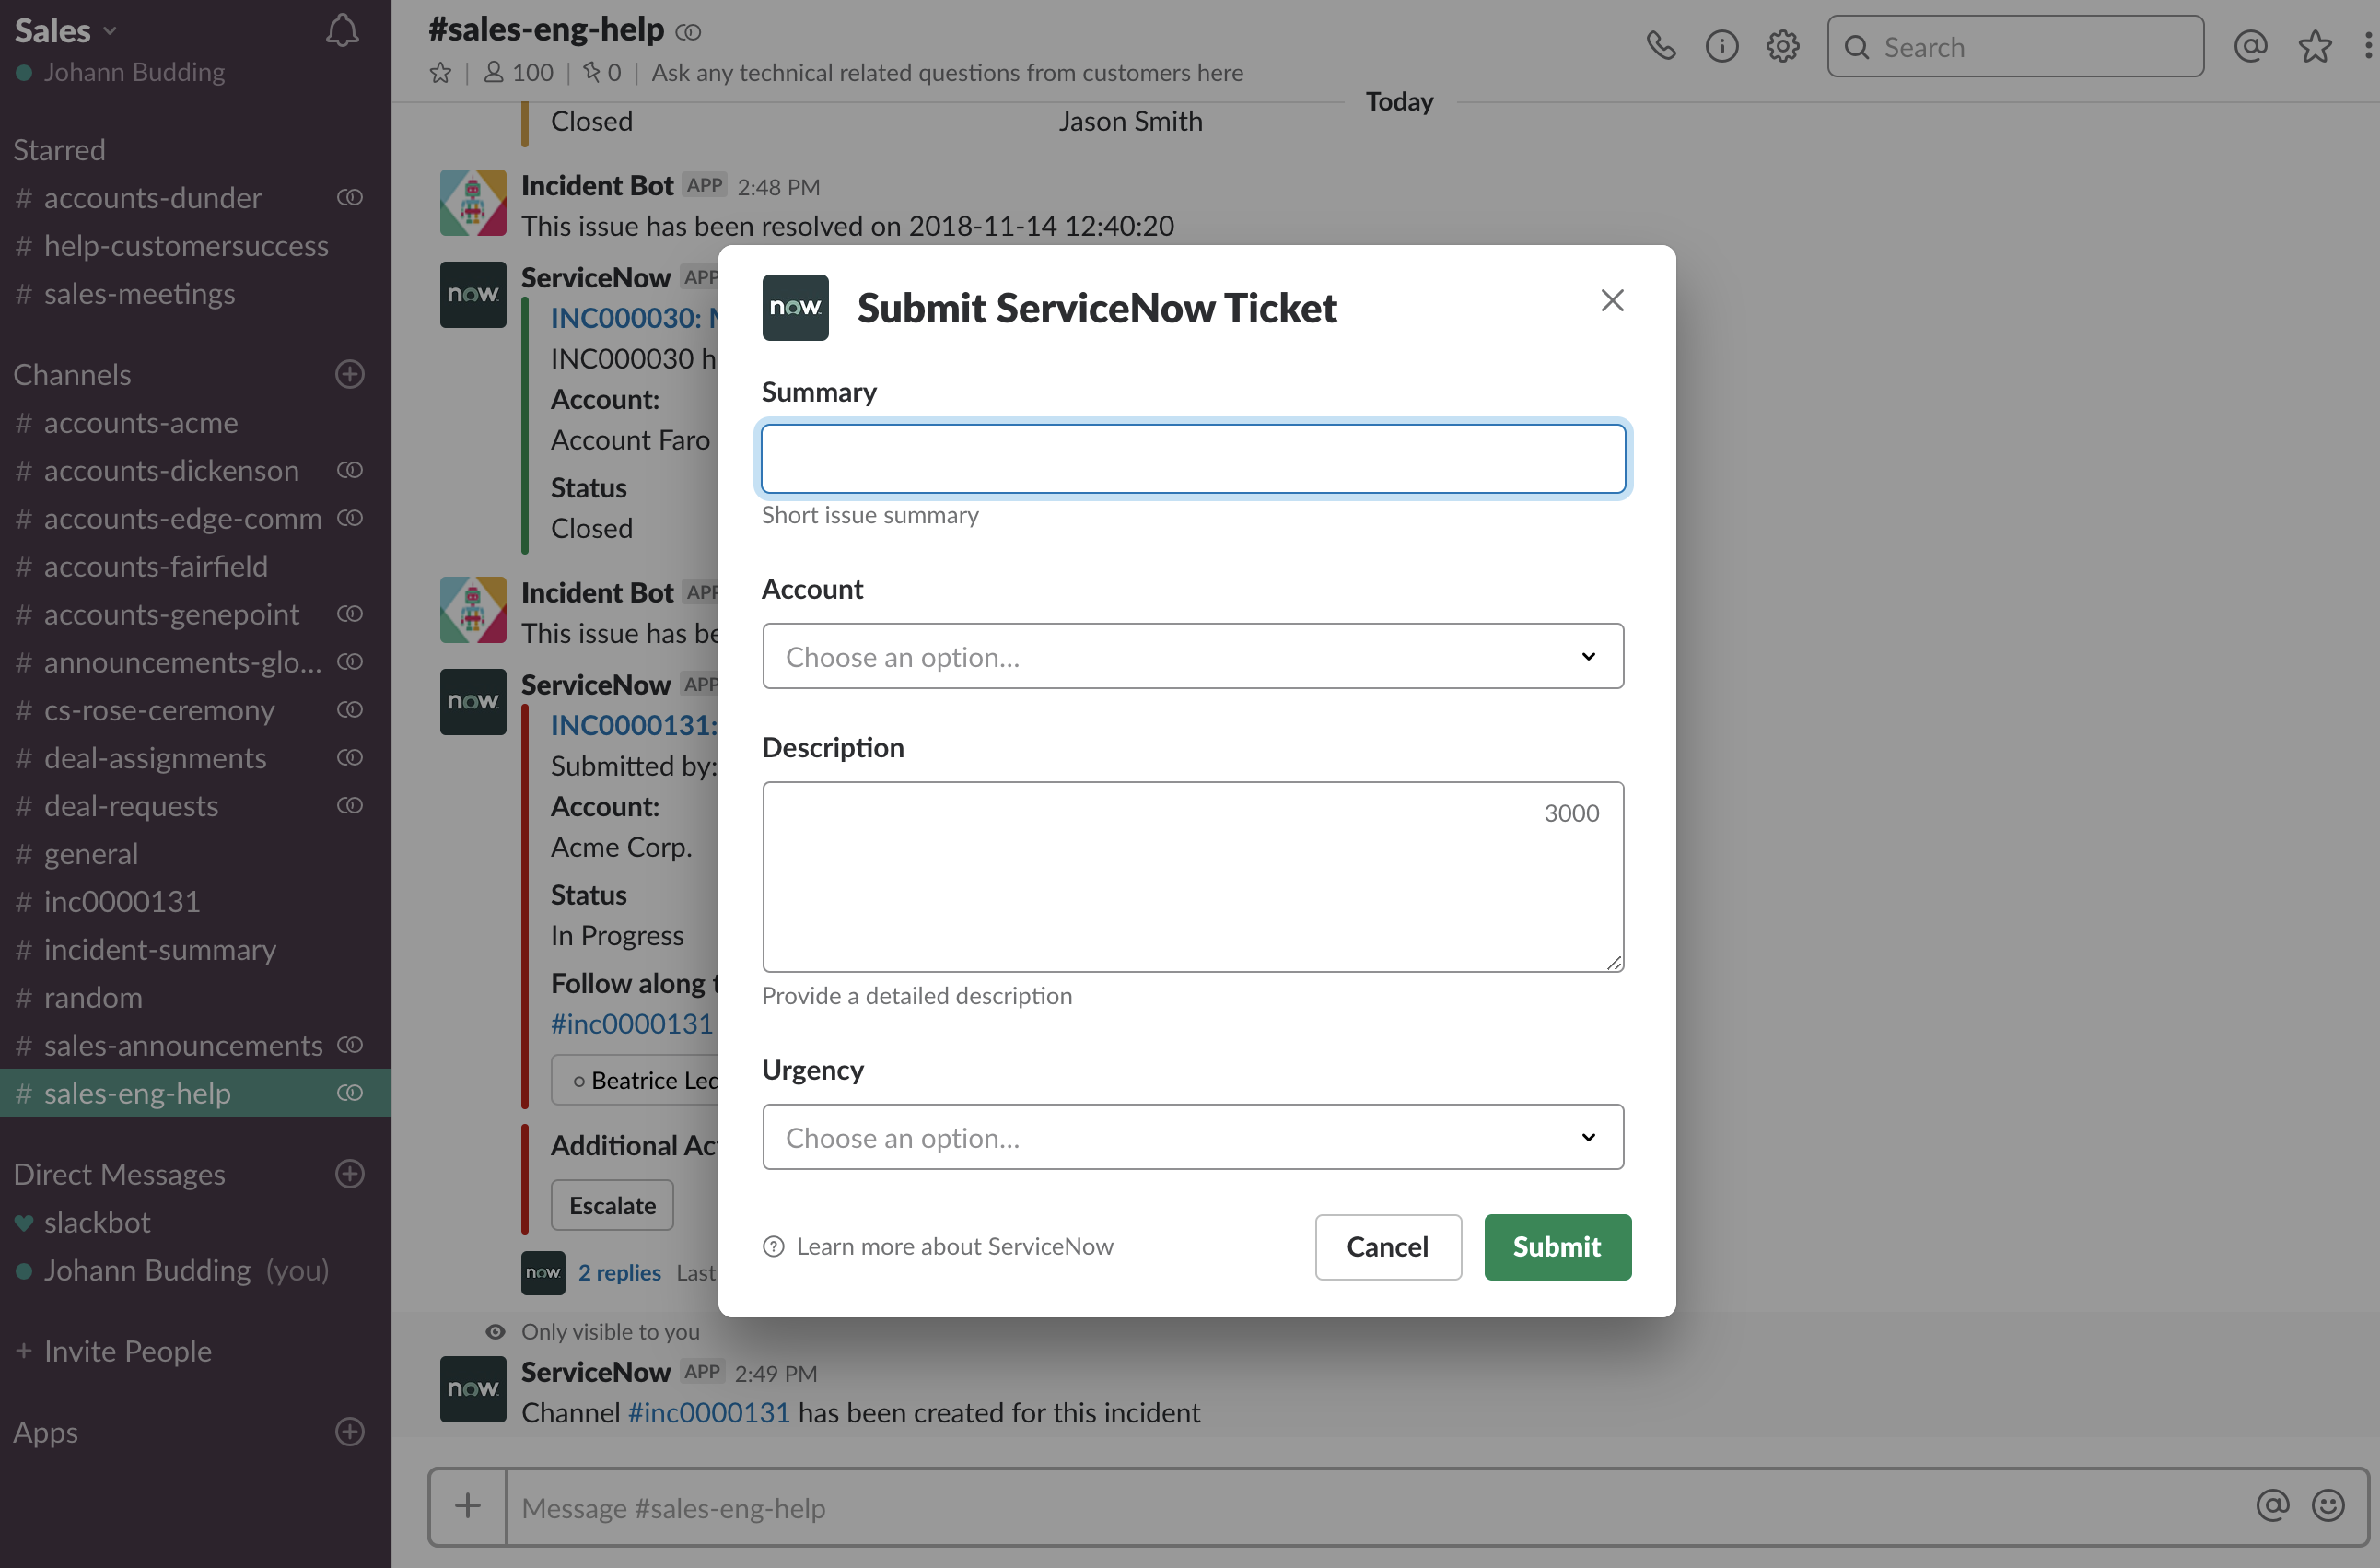 Sales
Johann Budding
Starred
# accounts-dunder
# help-customersuccess
# sales-meetings
Channels
# accounts-acme
# accounts-dickenson
# accounts-edge-comm
# accounts-fairfield
# accounts-genepoint
# announcements-glo...
# cs-rose-ceremony
# deal-assignments
# deal-requests
# general
# inc0000131
# incident-summary
# random
# sales-announcements
# sales-eng-help
Direct Messages
slackbot
Johann Budding (you)
+ Invite People
Apps
#sales-eng-help
100 | 0 | Ask any technical related questions from customers here
Search
Today
Closed Jason Smith
Incident Bot APP 2:48 PM
This issue has been resolved on 2018-11-14 12:40:20
now.
ServiceNow APP
INC000030:
INC000030
Account:
Account Faro
Status
Closed
Incident Bot APP
This issue has be
now.
ServiceNow APP
INC0000131:
Submitted by:
Account:
Acme Corp.
Status
In Progress
Follow along
#inc0000131
Beatrice Led
Additional Ac
Escalate
now. 2 replies Last
Only visible to you
now.
ServiceNow APP 2:49 PM
Channel #inc0000131 has been created for this incident
Message #sales-eng-help
now.
Submit ServiceNow Ticket
Summary
Short issue summary
Account
Choose an option...
Description
3000
Provide a detailed description
Urgency
Choose an option...
Learn more about ServiceNow
Cancel
Submit